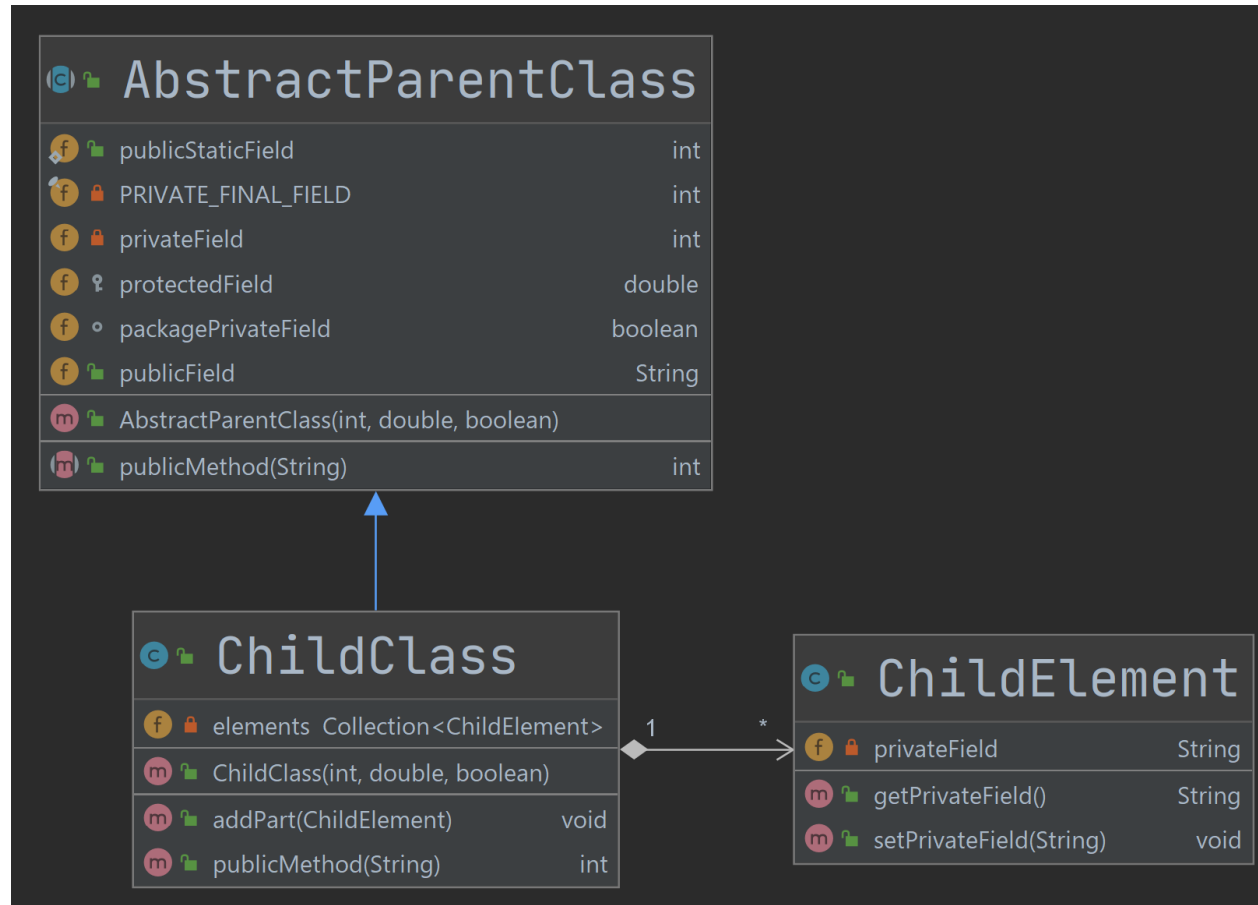 AbstractParentClass
publicStaticField int
PRIVATE_FINAL_FIELD int
privateField int
protectedField double
packagePrivateField boolean
publicField String
AbstractParentClass(int, double, boolean)
publicMethod(String) int
ChildClass
elements Collection<ChildElement>
ChildClass(int, double, boolean)
addPart(ChildElement) void
publicMethod(String) int
1 *
ChildElement
privateField String
getPrivateField() String
setPrivateField(String) void